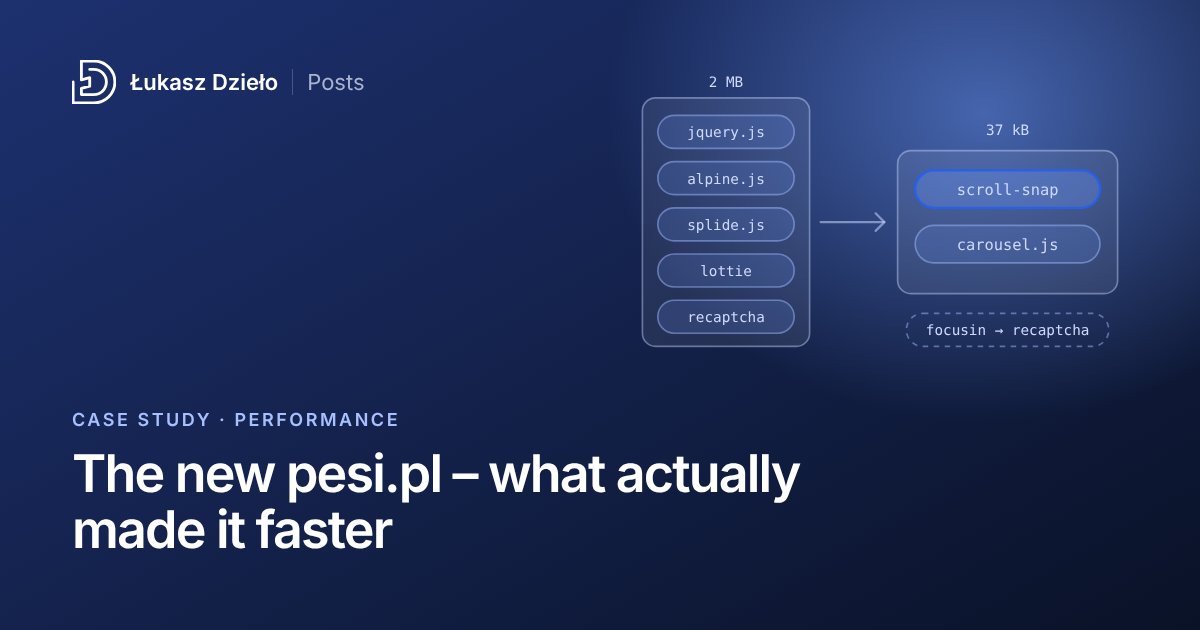 Łukasz Dzieło | Posts
2 MB
jquery.js
alpine.js
splide.js
lottie
recaptcha
37 kB
scroll-snap
carousel.js
focusin → recaptcha
CASE STUDY · PERFORMANCE
The new pesi.pl – what actually
made it faster